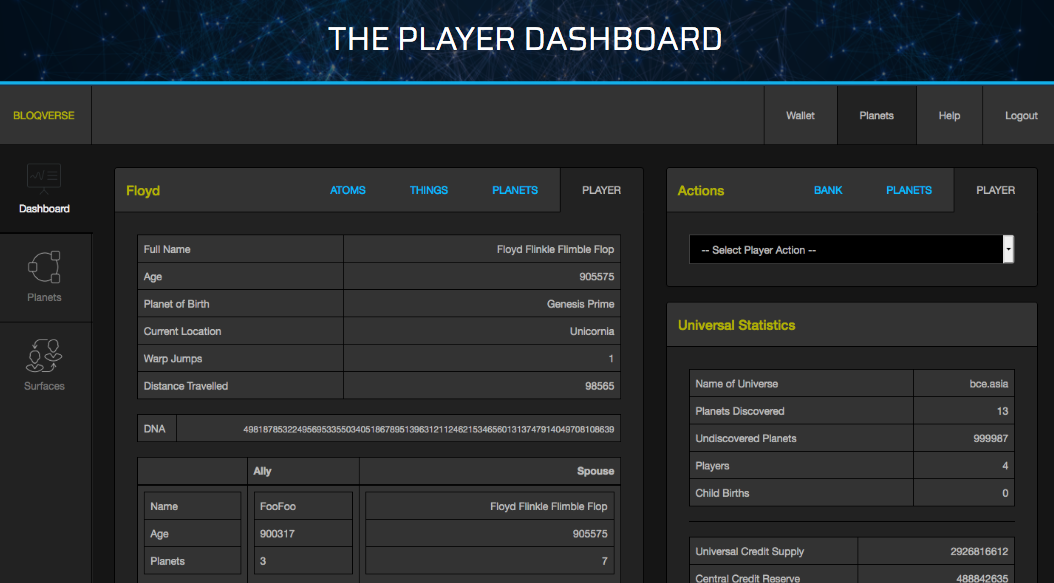 THE PLAYER DASHBOARD
BLOQVERSE
Wallet
Planets
Help
Logout
Dashboard
Planets
Surfaces
Floyd
ATOMS
THINGS
PLANETS
PLAYER
Full Name Floyd Flinkle Flimble Flop
Age 905575
Planet of Birth Genesis Prime
Current Location Unicornia
Warp Jumps 1
Distance Travelled 98565
DNA 4981878532249569533550340518678951396312112462153465601313747914049708108639
Ally Spouse
Name FooFoo Floyd Flinkle Flimble Flop
Age 900317 905575
Planets 3 7
Actions
BANK
PLANETS
PLAYER
-- Select Player Action --
Universal Statistics
Name of Universe bce.asia
Planets Discovered 13
Undiscovered Planets 999987
Players 4
Child Births 0
Universal Credit Supply 2926816612
Central Credit Reserve 488842635